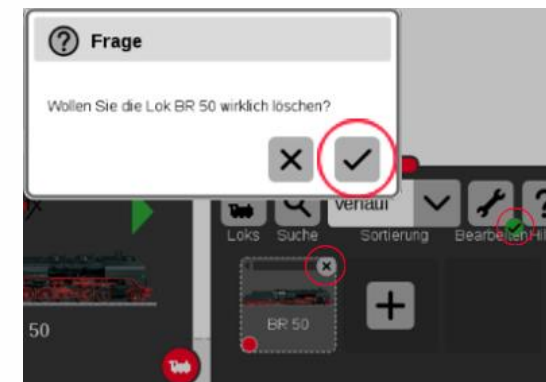 Frage
Wollen Sie die Lok BR 50 wirklich löschen?
Verlauf
Loks Suche Sortierung Bearbeiten
50
BR 50